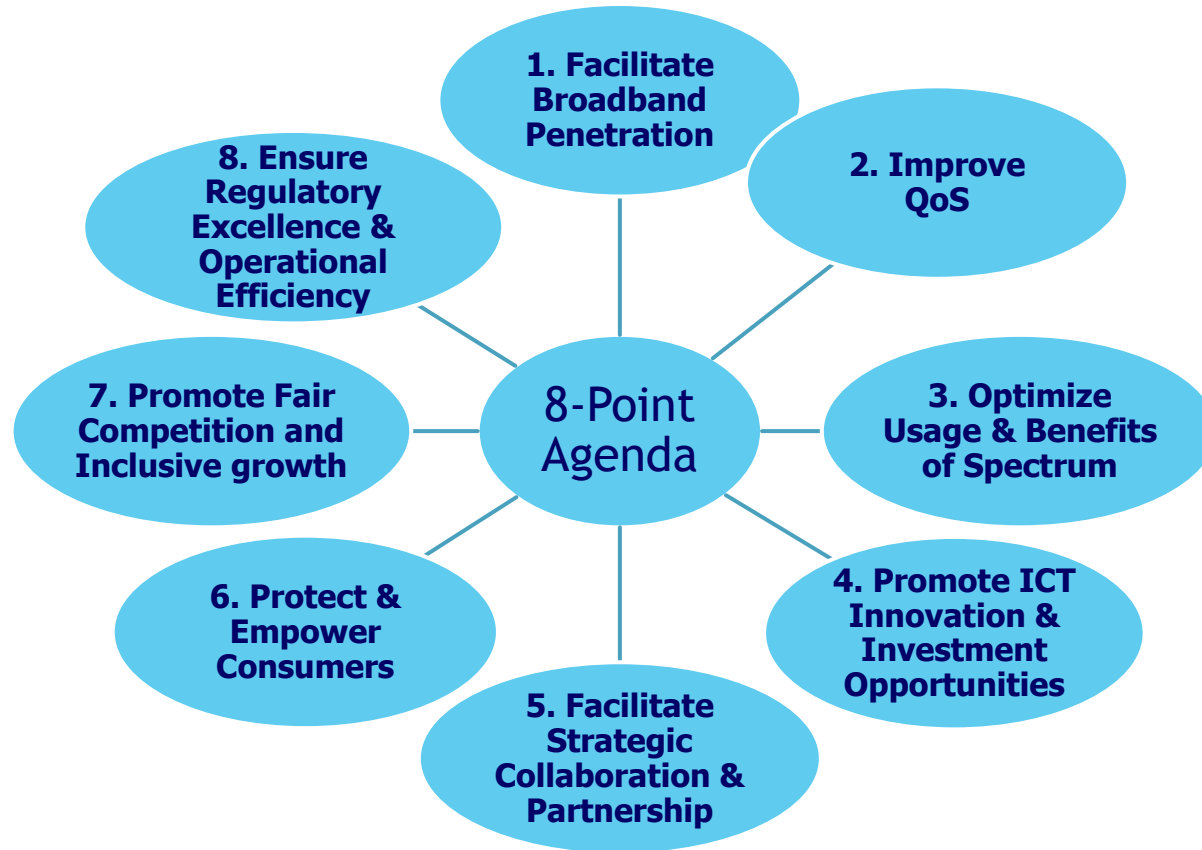 1. Facilitate
Broadband
Penetration
2. Improve
QoS
3. Optimize
Usage & Benefits
of Spectrum
4. Promote ICT
Innovation &
Investment
Opportunities
5. Facilitate
Strategic
Collaboration &
Partnership
6. Protect &
Empower
Consumers
7. Promote Fair
Competition and
Inclusive growth
8. Ensure
Regulatory
Excellence &
Operational
Efficiency
8-Point
Agenda